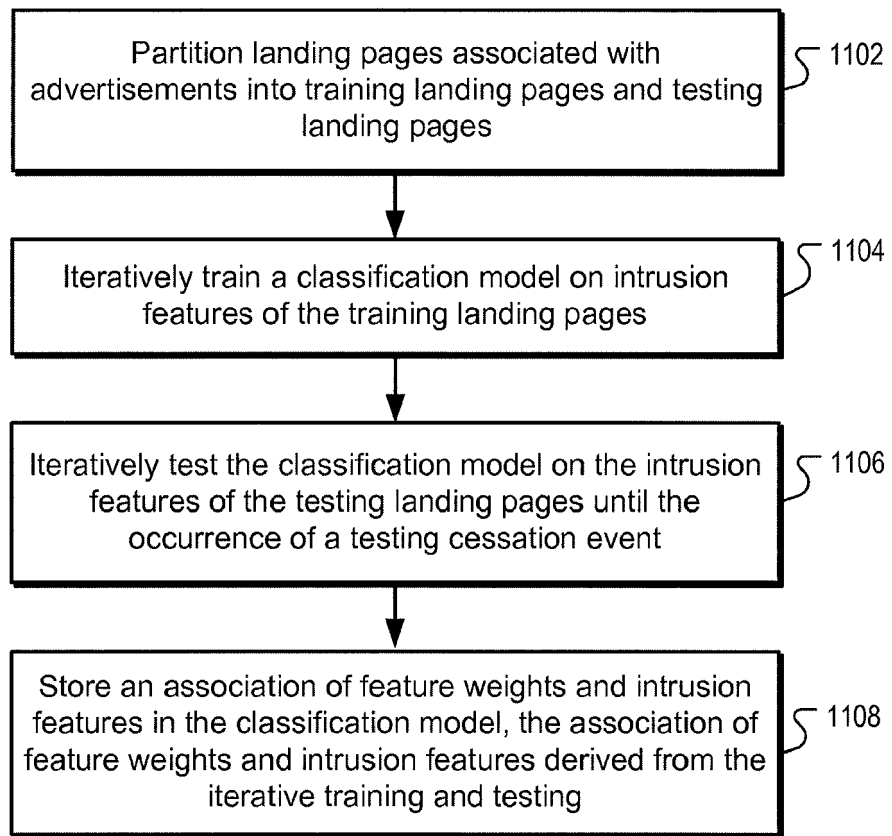 Partition landing pages associated with
advertisements into training landing pages and testing
landing pages
1102
Iteratively train a classification model on intrusion
features of the training landing pages
1104
Iteratively test the classification model on the intrusion
features of the testing landing pages until the
occurrence of a testing cessation event
1106
Store an association of feature weights and intrusion
features in the classification model, the association of
feature weights and intrusion features derived from the
iterative training and testing
1108